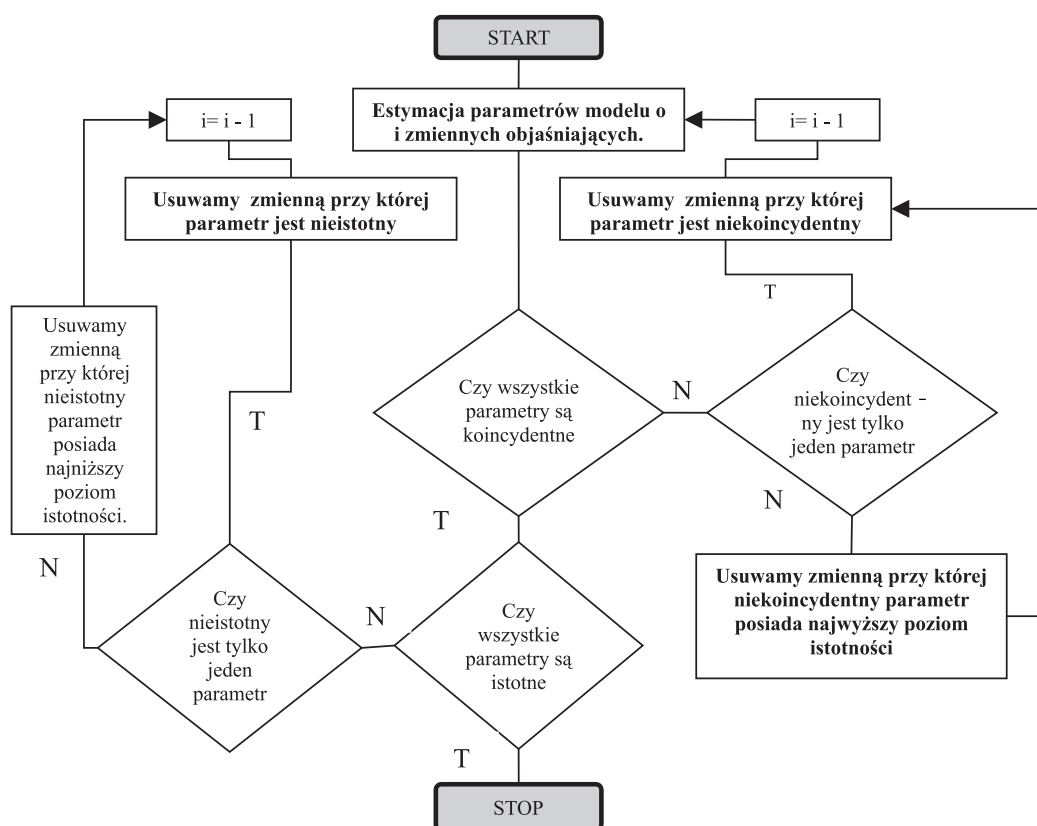 START
Estymacja parametrów modelu o
i zmiennych objaśniających.
i= i - 1
i= i - 1
Usuwamy zmienną przy której
parametr jest nieistotny
Usuwamy zmienną przy której
parametr jest niekoincydentny
T
Usuwamy
zmienną
przy której
nieistotny
parametr
posiada
najniższy
poziom
istotności.
T
Czy wszystkie
parametry są
koincydentne
N
Czy
niekoincydent -
ny jest tylko
jeden parametr
N
T
N
Czy
nieistotny
jest tylko
jeden
parametr
N
Czy
wszystkie
parametry są
istotne
Usuwamy zmienną przy której
niekoincydentny parametr
posiada najwyższy poziom
istotności
T
STOP